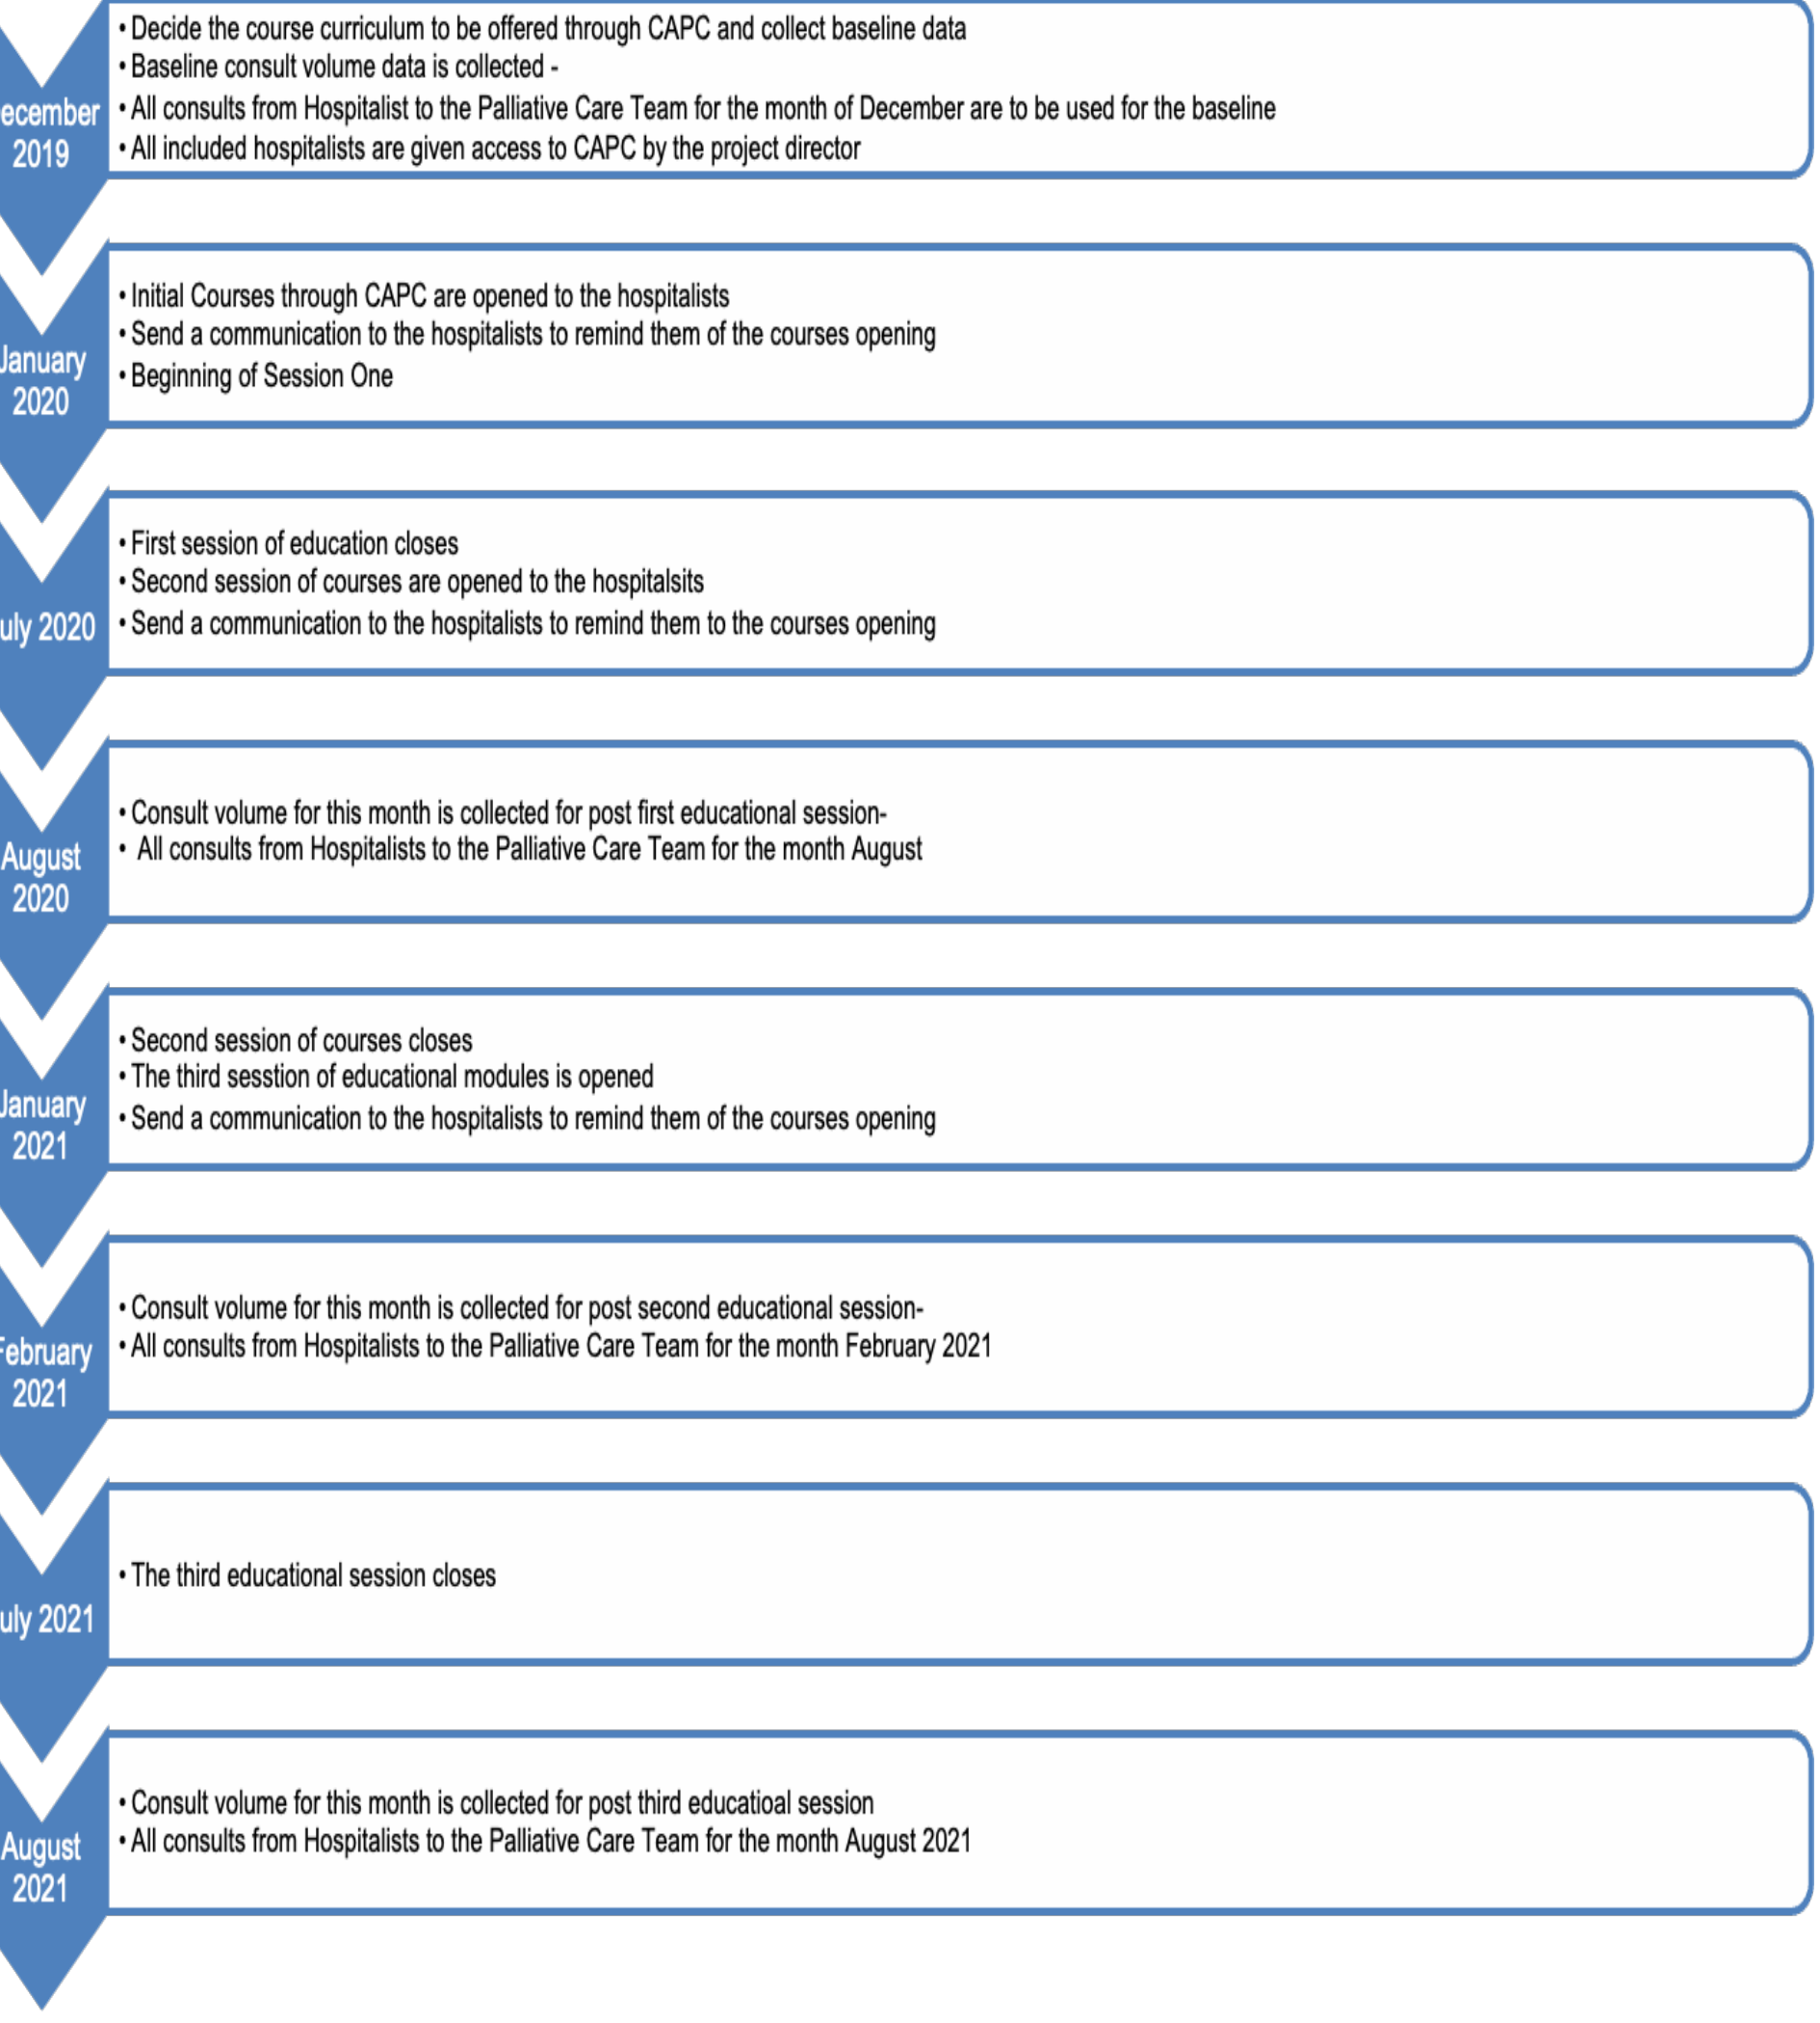 • Decide the course curriculum to be offered through CAPC and collect baseline data
• Baseline consult volume data is collected -
• All consults from Hospitalist to the Palliative Care Team for the month of December are to be used for the baseline
• All included hospitalists are given access to CAPC by the project director
ecember
2019
• Initial Courses through CAPC are opened to the hospitalists
• Send a communication to the hospitalists to remind them of the courses opening
• Beginning of Session One
January
2020
• First session of education closes
• Second session of courses are opened to the hospitalsits
• Send a communication to the hospitalists to remind them to the courses opening
uly 2020
• Consult volume for this month is collected for post first educational session-
• All consults from Hospitalists to the Palliative Care Team for the month August
August
2020
• Second session of courses closes
• The third sesstion of educational modules is opened
• Send a communication to the hospitalists to remind them of the courses opening
January
2021
• Consult volume for this month is collected for post second educational session-
• All consults from Hospitalists to the Palliative Care Team for the month February 2021
February
2021
• The third educational session closes
uly 2021
• Consult volume for this month is collected for post third educatioal session
• All consults from Hospitalists to the Palliative Care Team for the month August 2021
August
2021